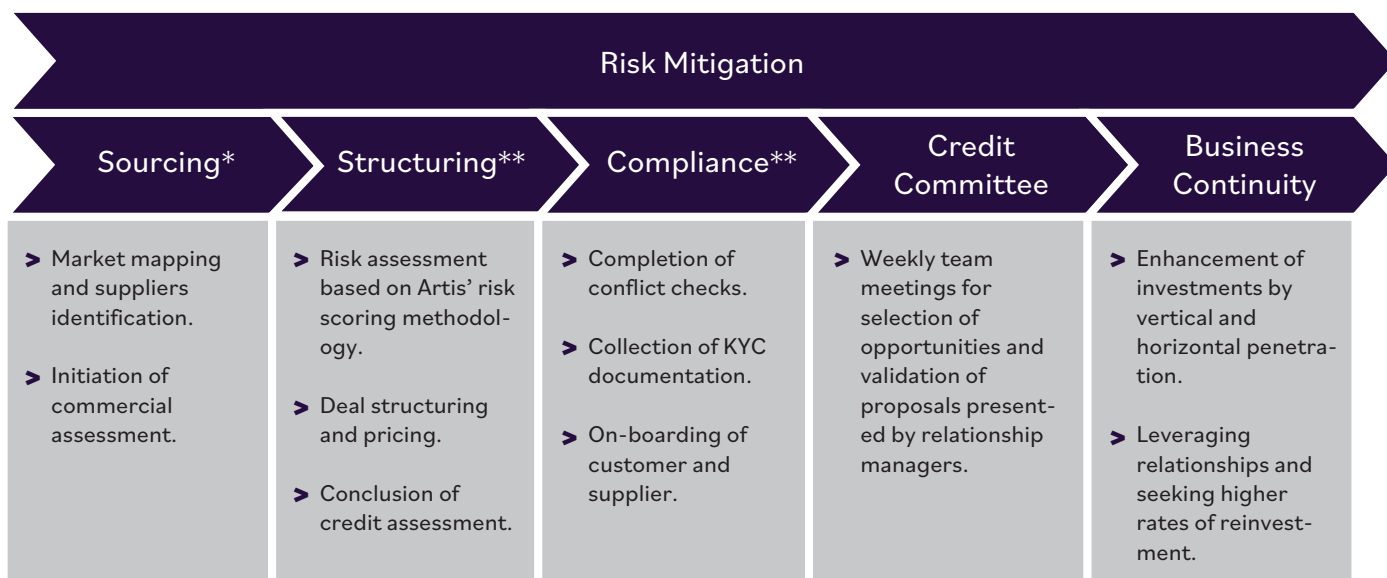 Risk Mitigation
Sourcing*
Structuring**
Compliance**
Credit
Committee
Business
Continuity
> Market mapping
and suppliers
identification.
> Initiation of
commercial
assessment.
> Risk assessment
based on Artis’ risk
scoring methodol-
ogy.
> Deal structuring
and pricing.
> Conclusion of
credit assessment.
> Completion of
conflict checks.
> Collection of KYC
documentation.
> On-boarding of
customer and
supplier.
> Weekly team
meetings for
selection of
opportunities and
validation of
proposals present-
ed by relationship
managers.
> Enhancement of
investments by
vertical and
horizontal penetra-
tion.
> Leveraging
relationships and
seeking higher
rates of reinvest-
ment.